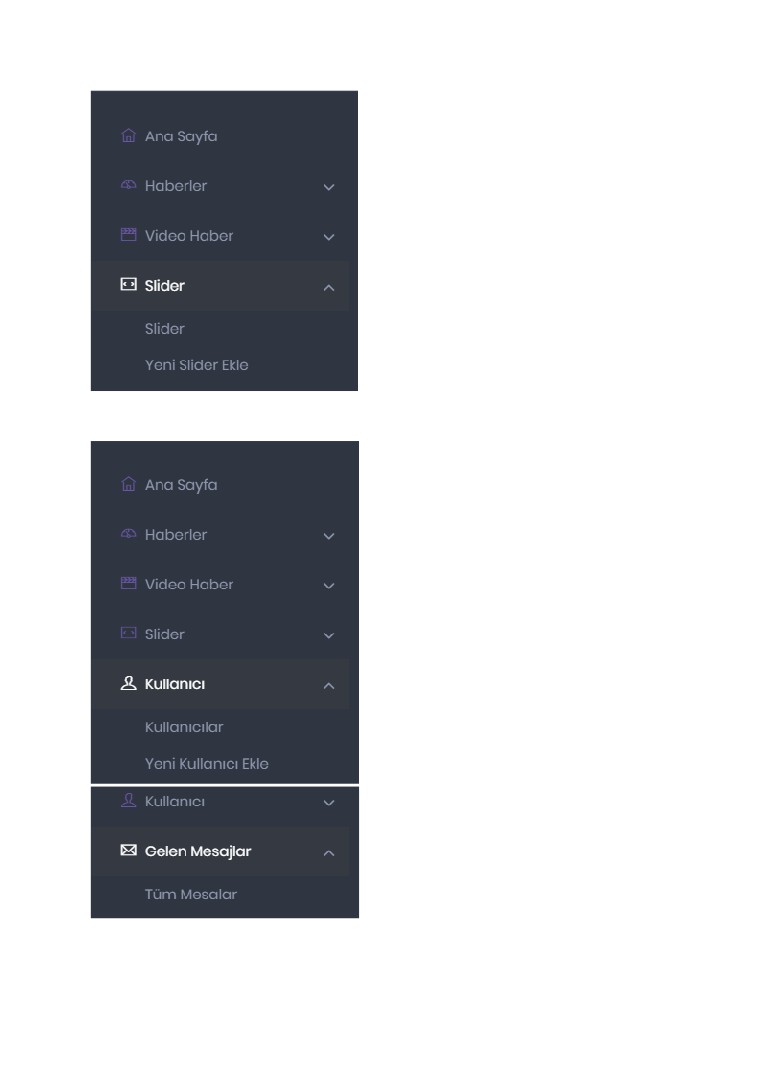 Ana Sayfa
Haberler
Video Haber
Slider
Slider
Yeni Slider Ekle
Ana Sayfa
Haberler
Video Haber
Slider
Kullanıcı
Kullanıcılar
Yeni Kullanıcı Ekle
Kullanıcı
Gelen Mesajlar
Tüm Mesalar